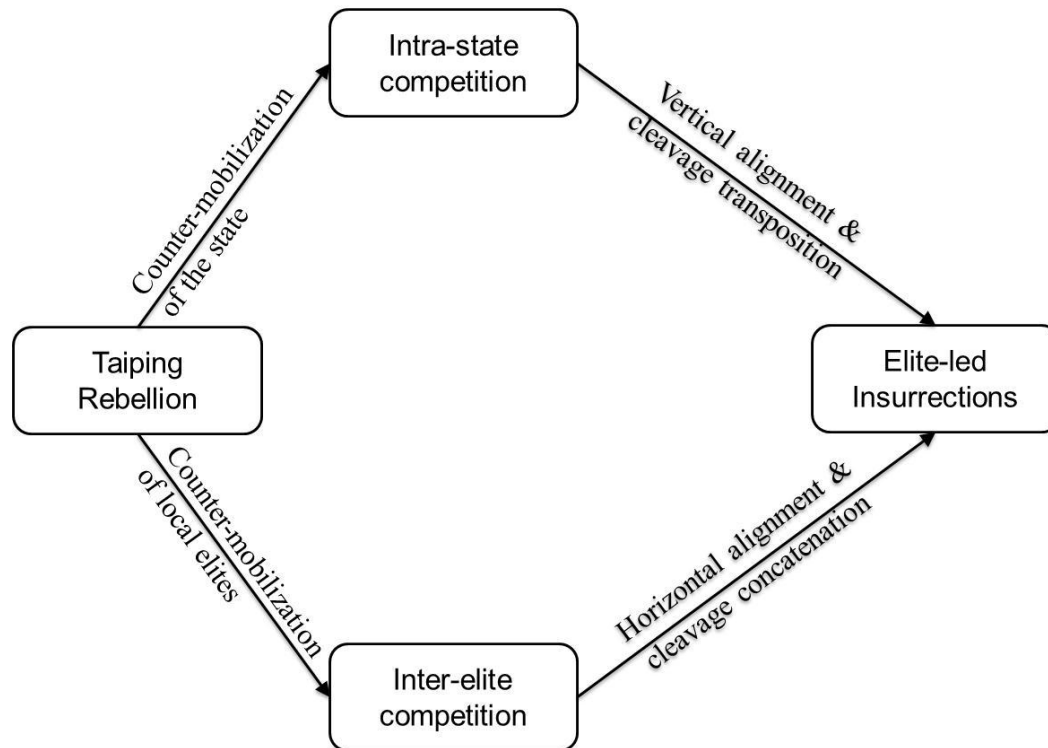 Intra-state
competition
Counter-mobilization
of the state
Vertical alignment &
cleavage transposition
Taiping
Rebellion
Elite-led
Insurrections
Counter-mobilization
of local elites
Horizontal alignment &
cleavage concatenation
Inter-elite
competition